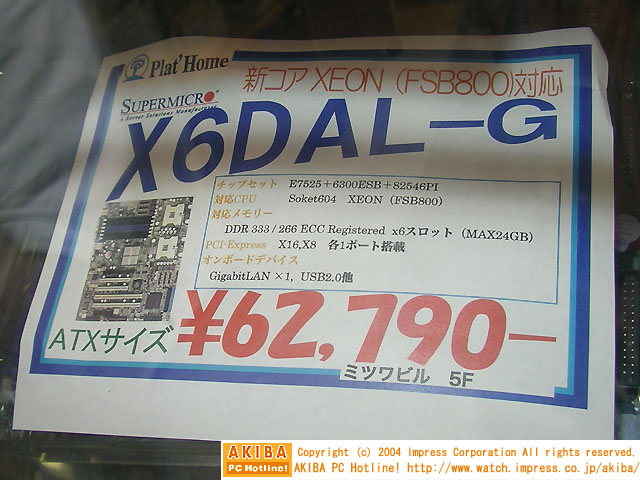 Plat'Home
新コア XEON (FSB800)対応
SUPERMICRO
A Server Solutions Manufacturer
X6DAL-G
チップセット E7525+6300ESB+82546PI
対応CPU Soket604 XEON (FSB800)
対応メモリー
DDR 333 / 266 ECC Registered x6スロット (MAX24GB)
PCI-Express X16,X8 各1ポート搭載
オンボードデバイス
GigabitLAN ×1, USB2.0他
ATXサイズ
¥62,790-
ミツワビル 5F
AKIBA
PC Hotline!
Copyright (c) 2004 Impress Corporation All rights reserved.
AKIBA PC Hotline! http://www.watch.impress.co.jp/akiba/